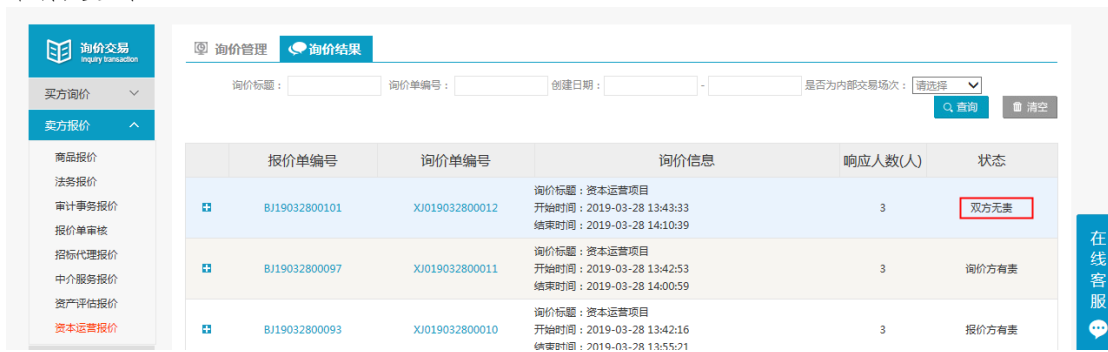 询价交易
Inquiry transaction
买方询价
卖方报价
商品报价
法务报价
审计事务报价
报价单审核
招标代理报价
中介服务报价
资产评估报价
资本运营报价
询价管理 询价结果
询价标题： 询价单编号： 创建日期： - 是否为内部交易场次： 请选择
查询 清空
报价单编号 询价单编号 询价信息 响应人数(人) 状态
询价标题：资本运营项目
BJ19032800101 XJ019032800012 开始时间：2019-03-28 13:43:33 3 双方无责
结束时间：2019-03-28 14:10:39
询价标题：资本运营项目
BJ19032800097 XJ019032800011 开始时间：2019-03-28 13:42:53 3 询价方有责
结束时间：2019-03-28 14:00:59
询价标题：资本运营项目
BJ19032800093 XJ019032800010 开始时间：2019-03-28 13:42:16 3 报价方有责
结束时间：2019-03-28 13:55:21
在线客服